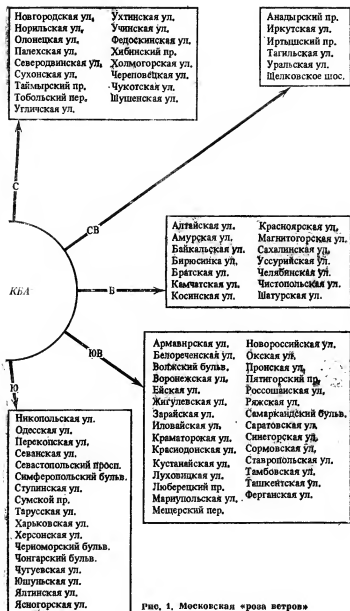 Новгородская ул. Ухтинская ул.
Норильская ул. Учинская ул.
Олонецкая ул. Федоскинская ул.
Палехская ул. Хибинский пр.
Северодвинская ул. Холмогорская ул.
Сухонская ул. Череповецкая ул.
Таймырский пр. Чукотская ул.
Тобольский пер. Шушенская ул.
Угличская ул.
Анадырский пр.
Иркутская ул.
Иртышский пр.
Тагильская ул.
Уральская ул.
Щелковское шос.
С
СВ
КВА
В
Алтайская ул. Красноярская ул.
Амурская ул. Магнитогорская ул.
Байкальская ул. Сахалинская ул.
Бирюсинка ул. Уссурийская ул.
Братская ул. Челябинская ул.
Камчатская ул. Чистопольская ул.
Косинская ул. Шатурская ул.
ЮВ
Ю
Армавирская ул. Новороссийская ул.
Белореченская ул. Окская ул.
Волжский бульв. Пронская ул.
Воронежская ул. Пятигорский пр.
Ейская ул. Россошанская ул.
Жигулевская ул. Ряжская ул.
Зарайская ул. Самаркандский бульв.
Иловайская ул. Саратовская ул.
Краматорская ул. Синегорская ул.
Краснодонская ул. Сормовская ул.
Кустанайская ул. Ставропольская ул.
Луховицкая ул. Тамбовская ул.
Люберецкий пр. Ташкентская ул.
Мариупольская ул. Ферганская ул.
Мещерский пер.
Никопольская ул.
Одесская ул.
Перекопская ул.
Севанская ул.
Севастопольский просп.
Симферопольский бульв.
Ступинская ул.
Сумской пр.
Тарусская ул.
Харьковская ул.
Херсонская ул.
Черноморский бульв.
Чонгарский бульв.
Чугуевская ул.
Юшуньская ул.
Ялтинская ул.
Ясногорская ул.
Рис. 1. Московская «роза ветров»